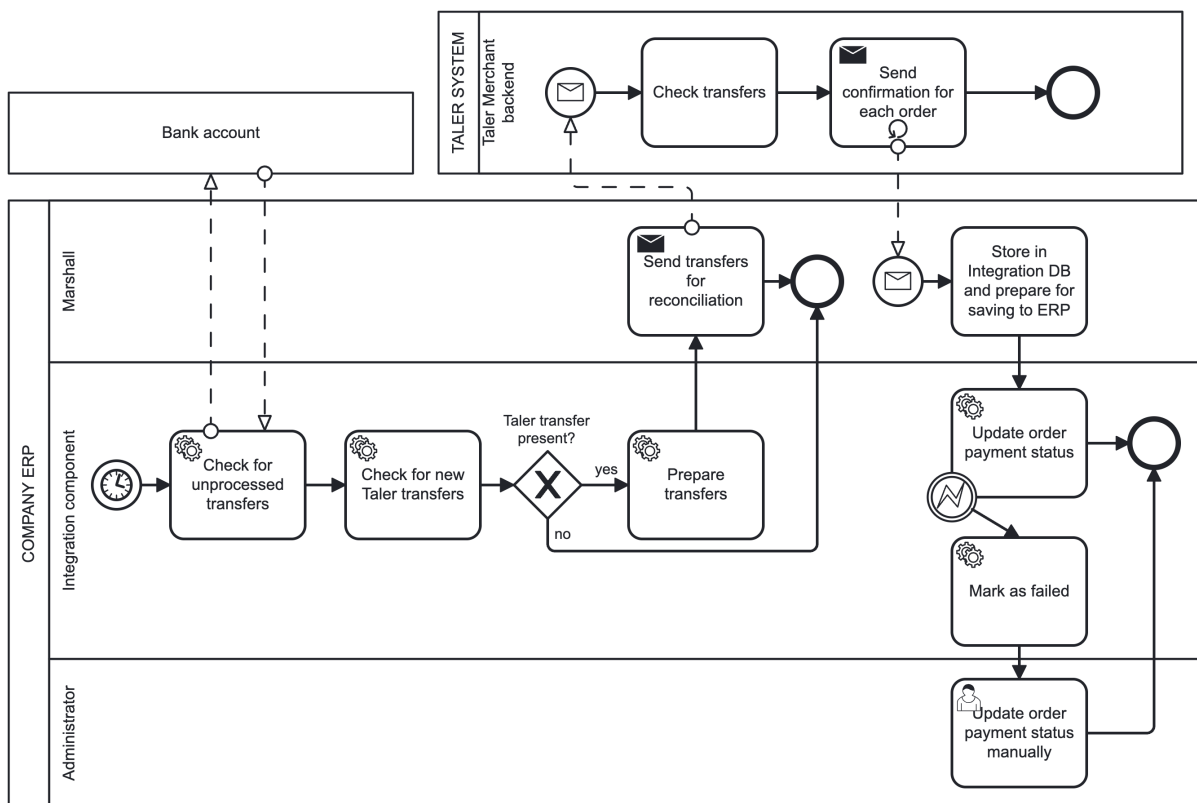 TALER SYSTEM
Taler Merchant
backend
Check transfers
Send
confirmation for
each order
Bank account
COMPANY ERP
Marshall
Send transfers
for
reconciliation
Store in
Integration DB
and prepare for
saving to ERP
Integration component
Check for
unprocessed
transfers
Check for new
Taler transfers
Taler transfer
present?
yes
no
Prepare
transfers
Update order
payment status
Mark as failed
Administrator
Update order
payment status
manually